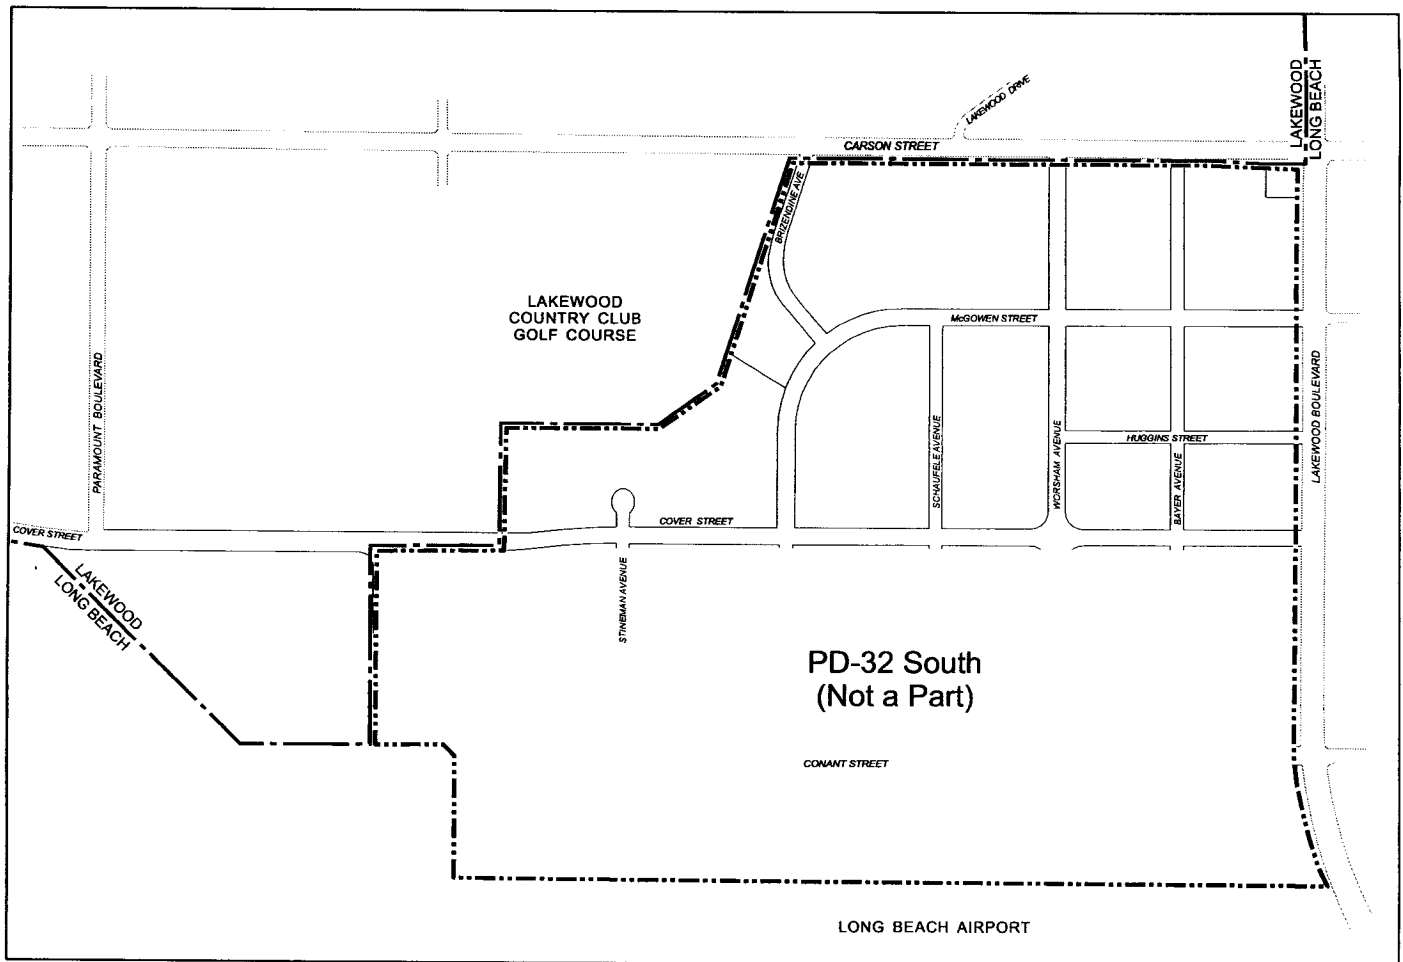 LAKEWOOD
LONG BEACH
LAKEWOOD DRIVE
CARSON STREET
BRIZENDINE AVE
LAKEWOOD
COUNTRY CLUB
GOLF COURSE
McGOWEN STREET
PARAMOUNT BOULEVARD
LAKEWOOD BOULEVARD
SCHAUFELE AVENUE
WORSHAM AVENUE
HUGGINS STREET
BAYER AVENUE
COVER STREET
COVER STREET
LAKEWOOD
LONG BEACH
STINEMAN AVENUE
PD-32 South
(Not a Part)
CONANT STREET
LONG BEACH AIRPORT